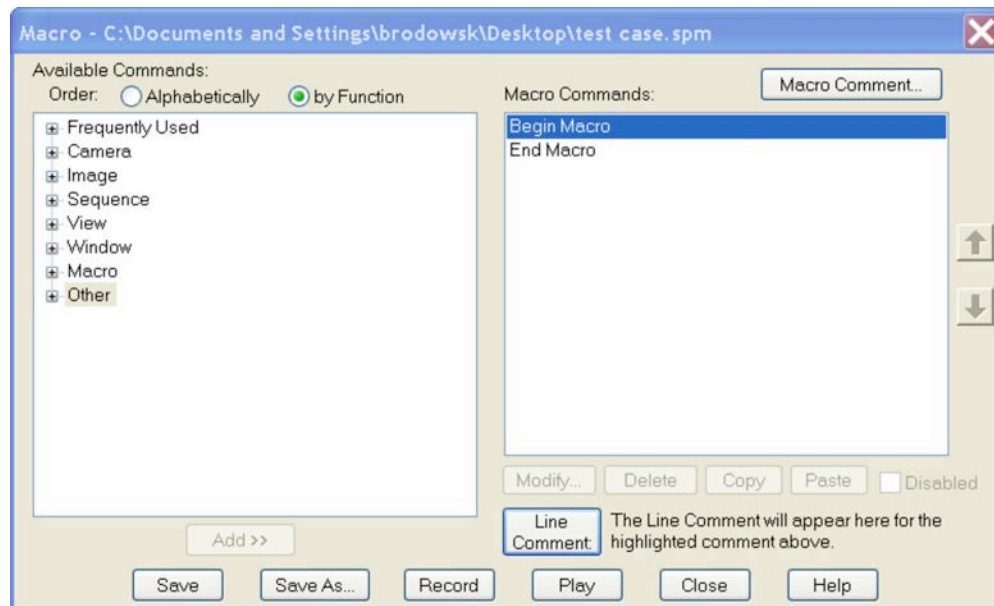 Macro - C:\Documents and Settings\brodowsk\Desktop\test case.spm
Available Commands:
Order: Alphabetically by Function
Frequently Used
Camera
Image
Sequence
View
Window
Macro
Other
Add >>
Macro Commands:
Macro Comment...
Begin Macro
End Macro
Modify... Delete Copy Paste Disabled
Line Comment:
The Line Comment will appear here for the
highlighted comment above.
Save Save As... Record Play Close Help